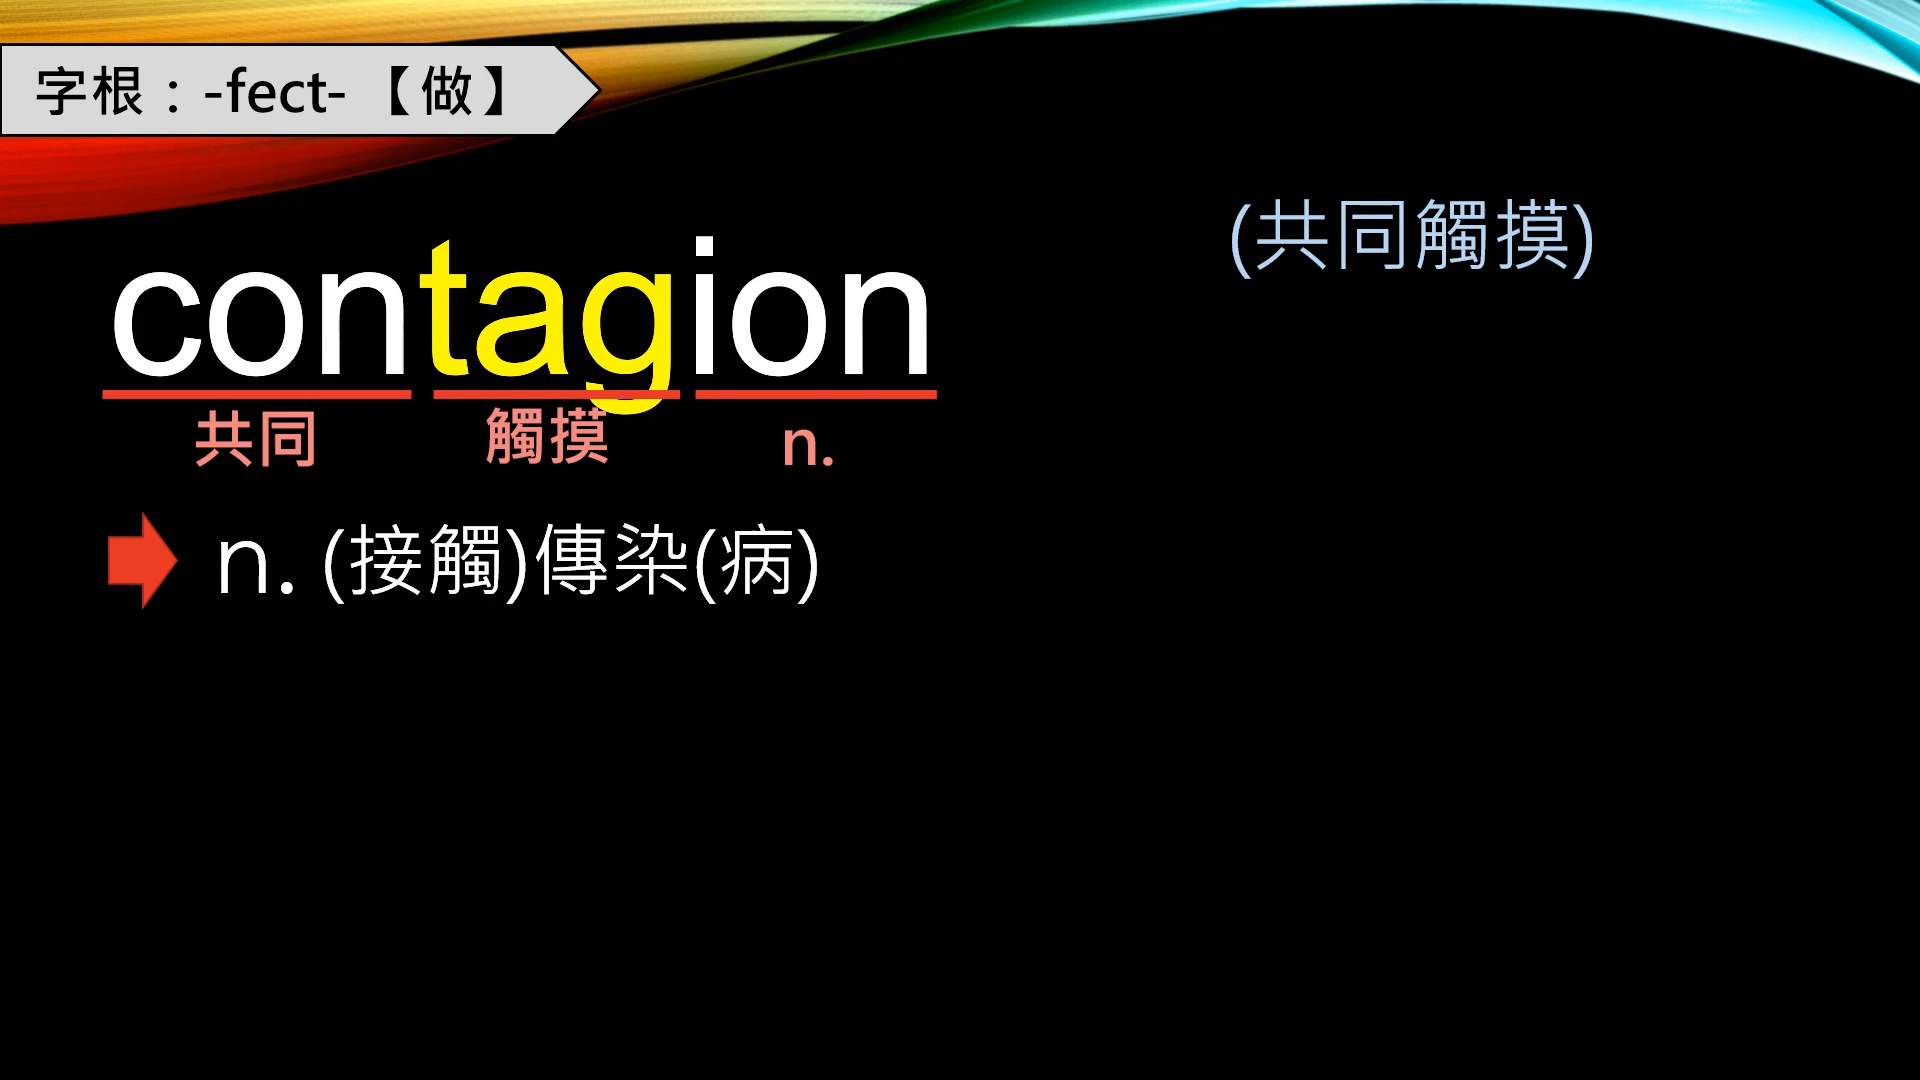 字根：-fect-【做】
(共同觸摸)
contagion
共同 觸摸 n.
n. (接觸)傳染(病)